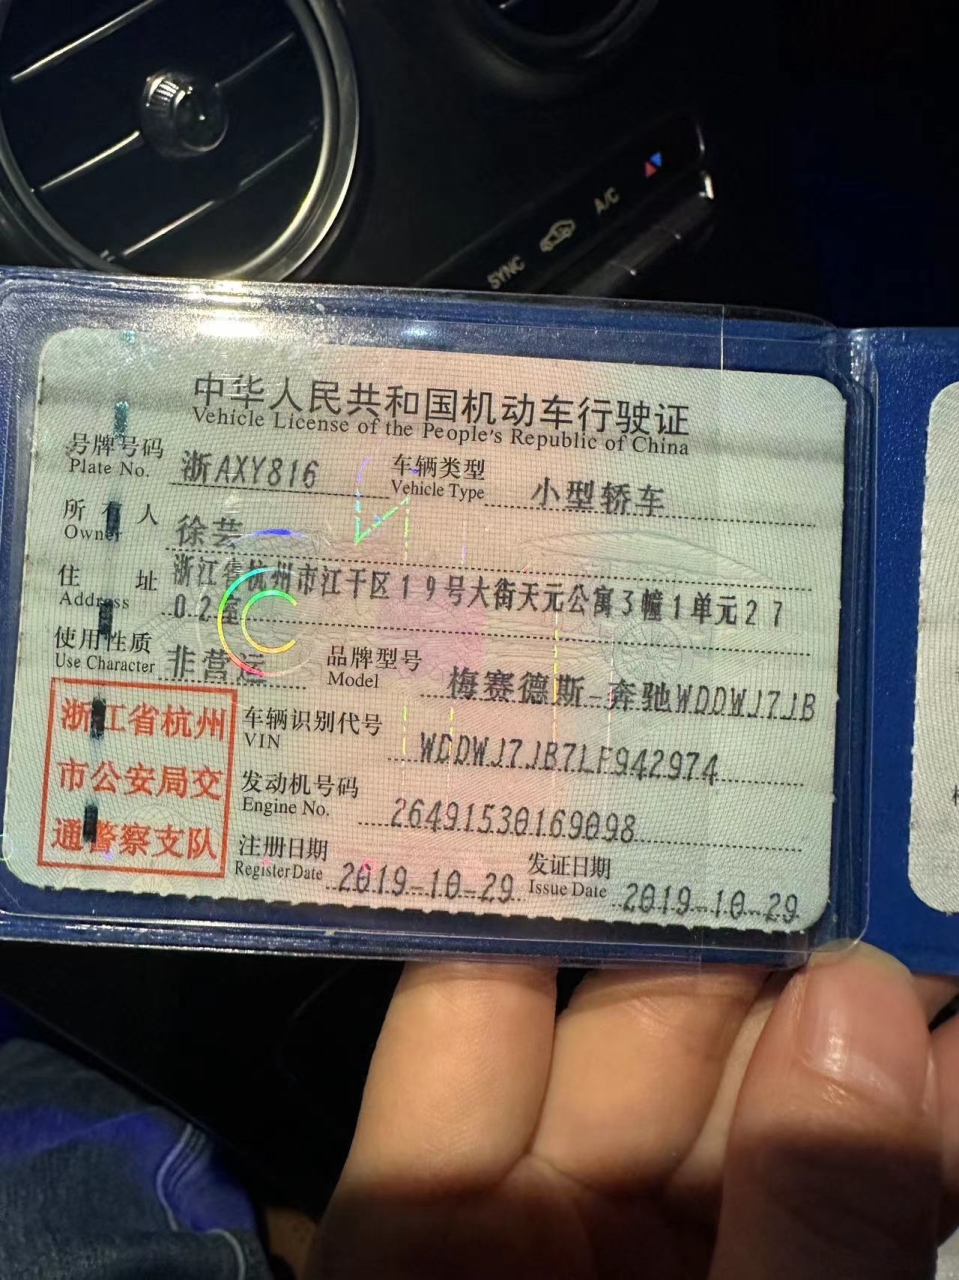 SYNC
A/C
中华人民共和国机动车行驶证
Vehicle License of the People's Republic of China
号牌号码 浙AXY816 车辆类型 小型轿车
Plate No. Vehicle Type
所有人 徐芸
Owner
住址 浙江省杭州市江干区19号大街天元公寓3幢1单元27
Address 02室
使用性质 非营运 品牌型号 梅赛德斯-奔驰WDDWJ7JB
Use Character Model
浙江省杭州
市公安局交
通警察支队
车辆识别代号 WDDWJ7JB7LF942974
VIN
发动机号码 26491530169098
Engine No.
注册日期 2019-10-29 发证日期 2019-10-29
Register Date Issue Date